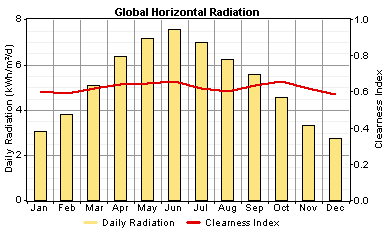 Global Horizontal Radiation
Daily Radiation (kWh/m²/d)
8
6
4
2
0
1.0
0.8
0.6
0.4
0.2
0.0
Clearness Index
Jan Feb Mar Apr May Jun Jul Aug Sep Oct Nov Dec
Daily Radiation Clearness Index